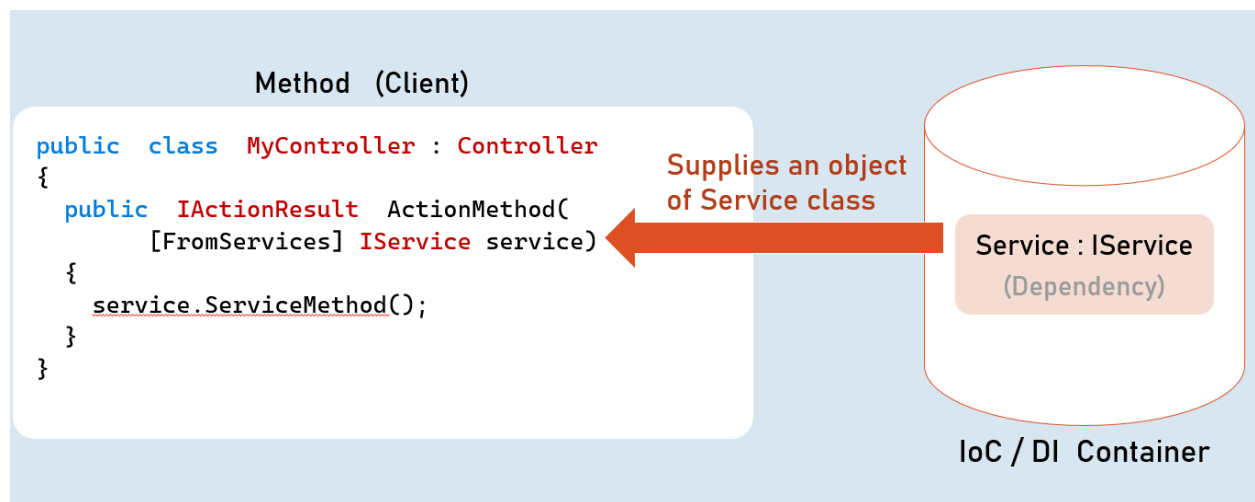 Method (Client)
public class MyController : Controller
{
public IActionResult ActionMethod(
[FromServices] IService service)
{
service.ServiceMethod();
}
}
Supplies an object
of Service class
Service : IService
(Dependency)
IoC / DI Container